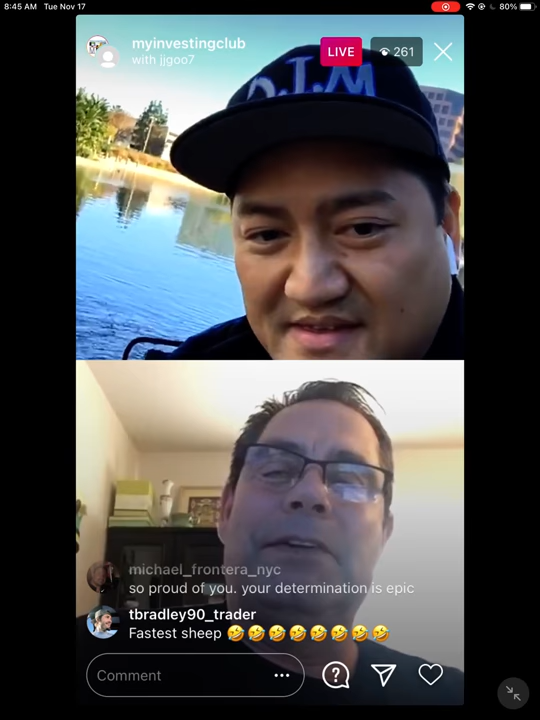 8:45 AM Tue Nov 17
80%
myinvestingclub
with jjgoo7
LIVE
261
D.T.M
michael_frontera_nyc
so proud of you. your determination is epic
tbradley90_trader
Fastest sheep 🤣🤣🤣🤣🤣🤣🤣🤣
Comment